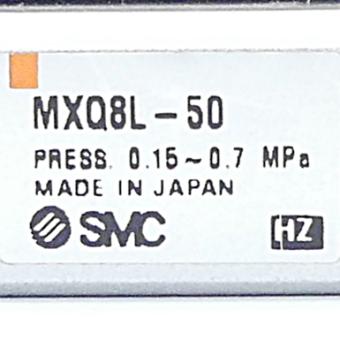 MXQ8L-50
PRESS. 0.15~0.7 MPa
MADE IN JAPAN
SMC HZ